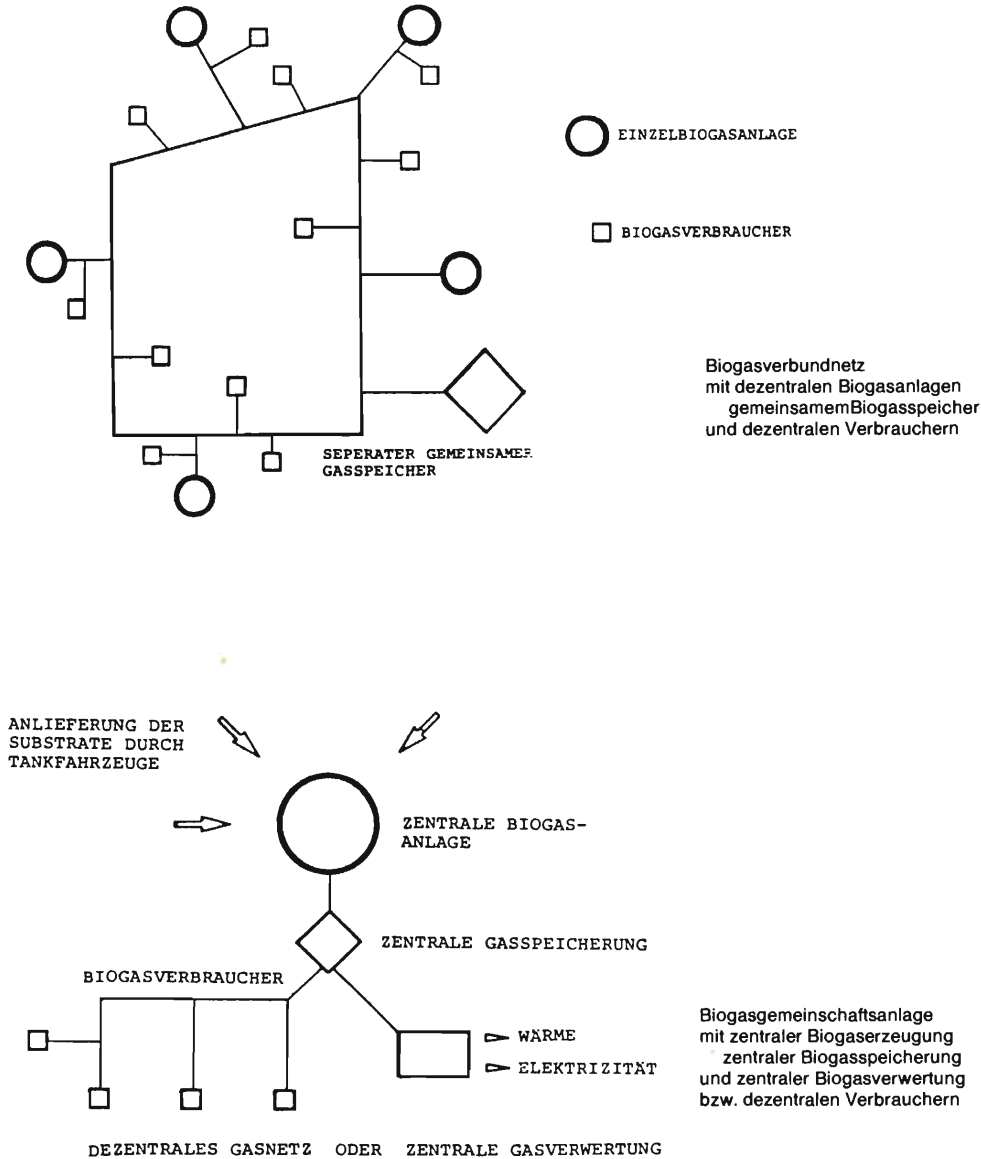 EINZELBIOGASANLAGE
BIOGASVERBRAUCHER
Biogasverbundnetz
mit dezentralen Biogasanlagen
gemeinsamemBiogasspeicher
und dezentralen Verbrauchern
SEPERATER GEMEINSAMER
GASSPEICHER
ANLIEFERUNG DER
SUBSTRATE DURCH
TANKFAHRZEUGE
ZENTRALE BIOGAS-
ANLAGE
ZENTRALE GASSPEICHERUNG
BIOGASVERBRAUCHER
WÄRME
ELEKTRIZITÄT
Biogasgemeinschaftsanlage
mit zentraler Biogaserzeugung
zentraler Biogasspeicherung
und zentraler Biogasverwertung
bzw. dezentralen Verbrauchern
DEZENTRALES GASNETZ ODER ZENTRALE GASVERWERTUNG